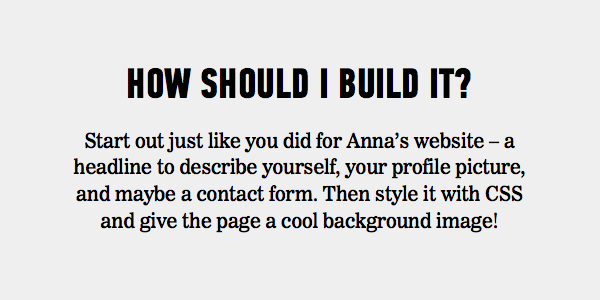 HOW SHOULD I BUILD IT?
Start out just like you did for Anna’s website – a
headline to describe yourself, your profile picture,
and maybe a contact form. Then style it with CSS
and give the page a cool background image!